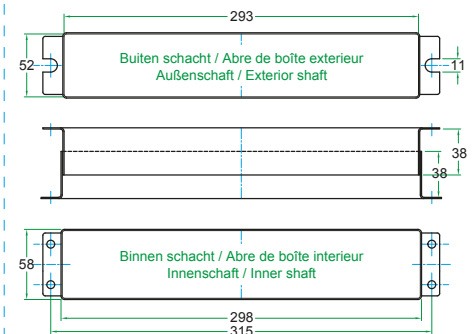 293
52
Buiten schacht / Abre de boîte exterieur
Außenschaft / Exterior shaft
11
38
38
58
Binnen schacht / Abre de boîte interieur
Innenschaft / Inner shaft
298
315